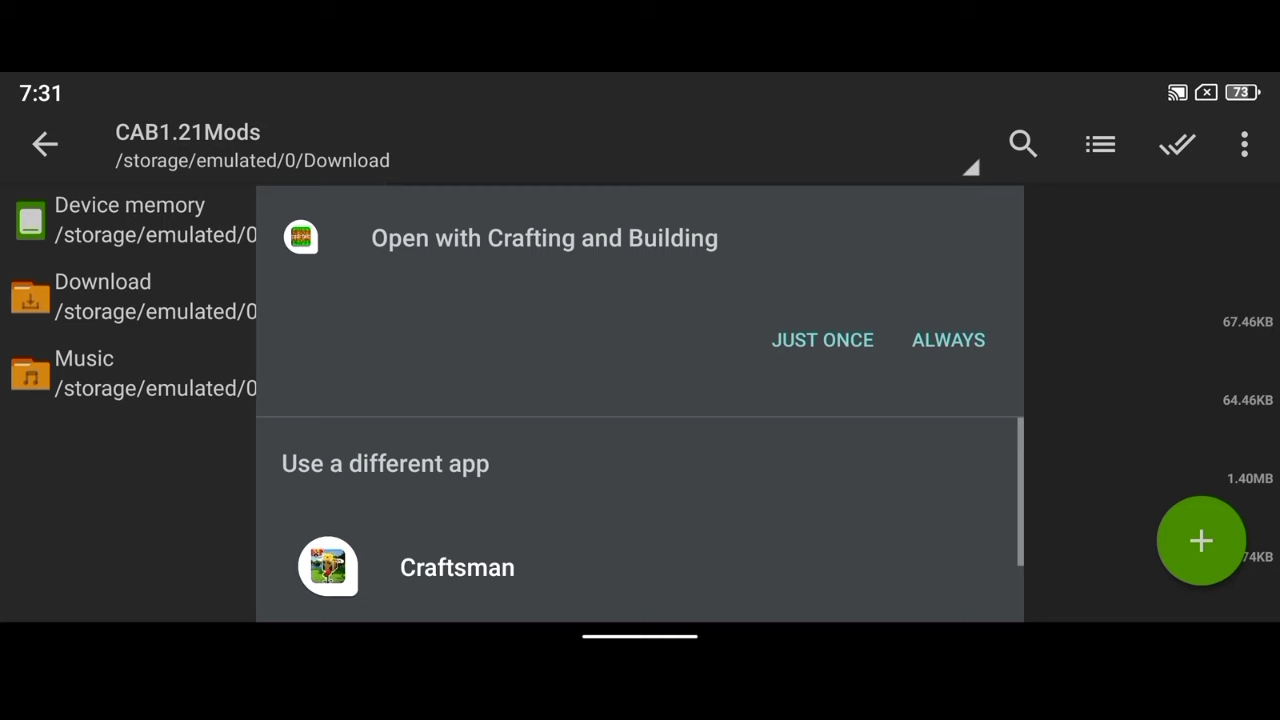 7:31
73
CAB1.21Mods
/storage/emulated/0/Download
Device memory
/storage/emulated/0
Download
/storage/emulated/0
Music
/storage/emulated/0
Open with Crafting and Building
JUST ONCE
ALWAYS
Use a different app
Craftsman
67.46KB
64.46KB
1.40MB
74KB